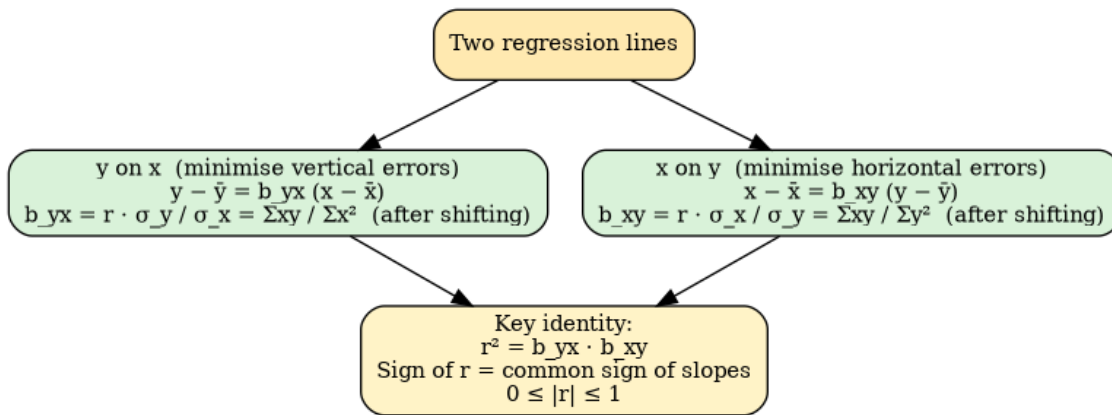 Two regression lines
y on x  (minimise vertical errors)
y − ȳ = b_yx (x − x̄)
b_yx = r · σ_y / σ_x = Σxy / Σx²  (after shifting)
x on y  (minimise horizontal errors)
x − x̄ = b_xy (y − ȳ)
b_xy = r · σ_x / σ_y = Σxy / Σy²  (after shifting)
Key identity:
r² = b_yx · b_xy
Sign of r = common sign of slopes
0 ≤ |r| ≤ 1